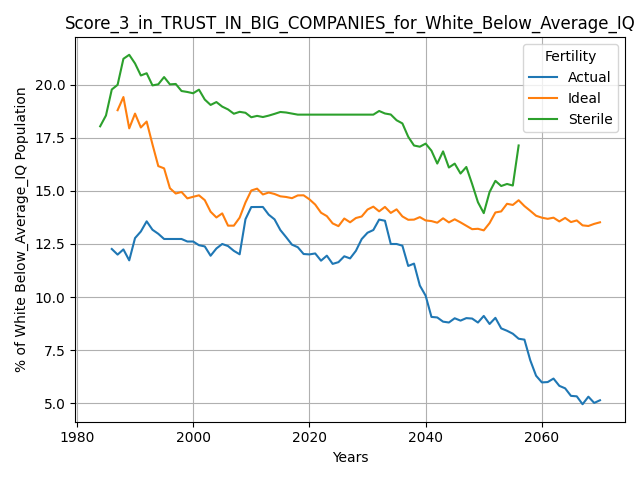 Score_3_in_TRUST_IN_BIG_COMPANIES_for_White_Below_Average_IQ
Fertility
Actual
Ideal
Sterile
% of White Below_Average_IQ Population
20.0
17.5
15.0
12.5
10.0
7.5
5.0
1980
2000
2020
2040
2060
Years